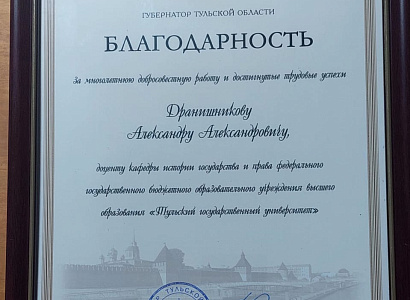 ГУБЕРНАТОР ТУЛЬСКОЙ ОБЛАСТИ
БЛАГОДАРНОСТЬ
За многолетнюю добросовестную работу и достигнутые трудовые успехи
Дранишникову
Александру Александровичу,
доценту кафедры истории государства и права федерального
государственного бюджетного образовательного учреждения высшего
образования «Тульский государственный университет»
ТУЛЬСКОЙ